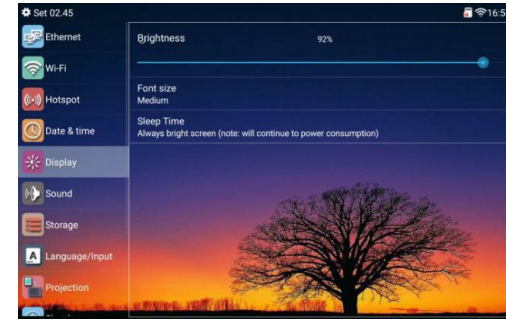 Set 02.45
16:5
Ethernet
Wi-Fi
Hotspot
Date & time
Display
Sound
Storage
Language/Input
Projection
Brightness
92%
Font size
Medium
Sleep Time
Always bright screen (note: will continue to power consumption)